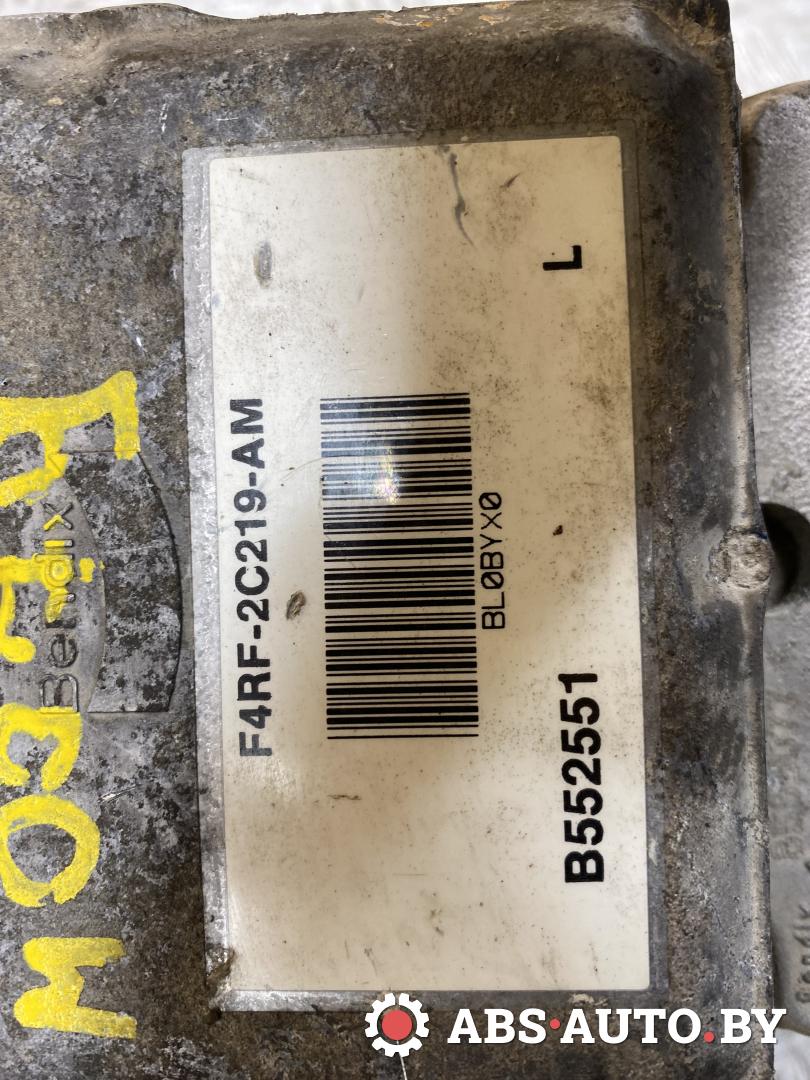 F4RF-2C219-AM
BL0BYX0
B552551 L
Bendix
ABS·AUTO.BY